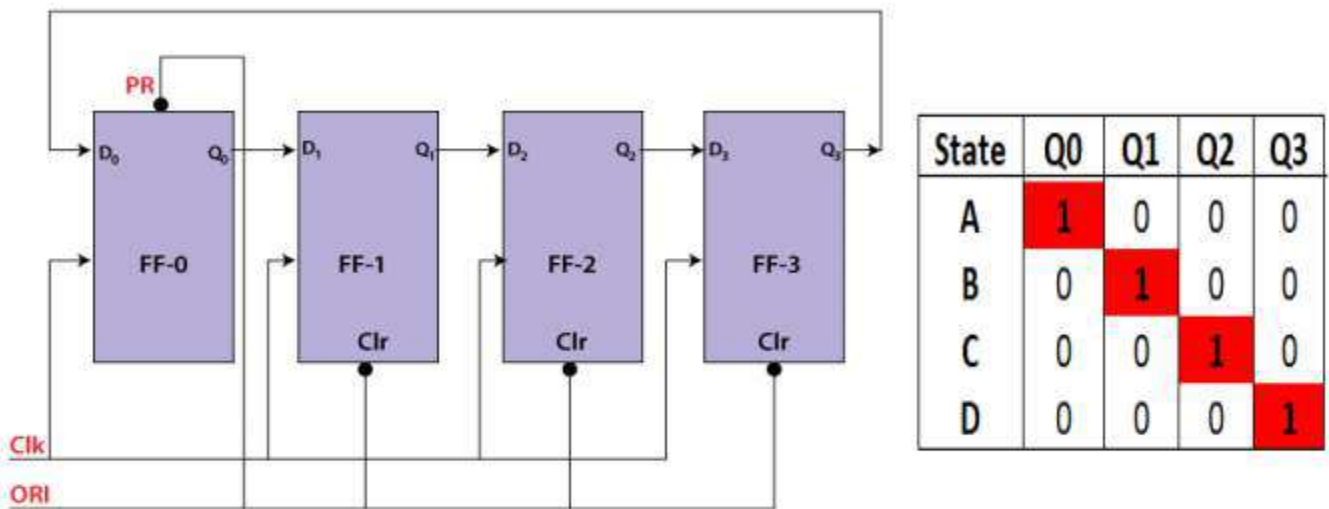 PR
D₀ Q₀ D₁ Q₁ D₂ Q₂ D₃ Q₃
FF-0 FF-1 FF-2 FF-3
Clr Clr Clr
Clk
ORI
State Q0 Q1 Q2 Q3
A 1 0 0 0
B 0 1 0 0
C 0 0 1 0
D 0 0 0 1